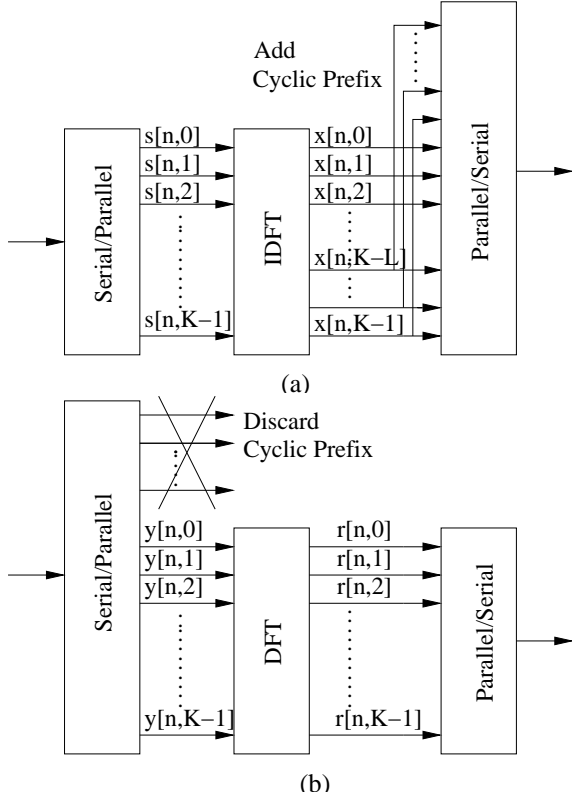 Add
Cyclic Prefix
Serial/Parallel
s[n,0]
s[n,1]
s[n,2]
s[n,K−1]
IDFT
x[n,0]
x[n,1]
x[n,2]
x[n,K−L]
x[n,K−1]
Parallel/Serial
(a)
Serial/Parallel
Discard
Cyclic Prefix
y[n,0]
y[n,1]
y[n,2]
y[n,K−1]
DFT
r[n,0]
r[n,1]
r[n,2]
r[n,K−1]
Parallel/Serial
(b)